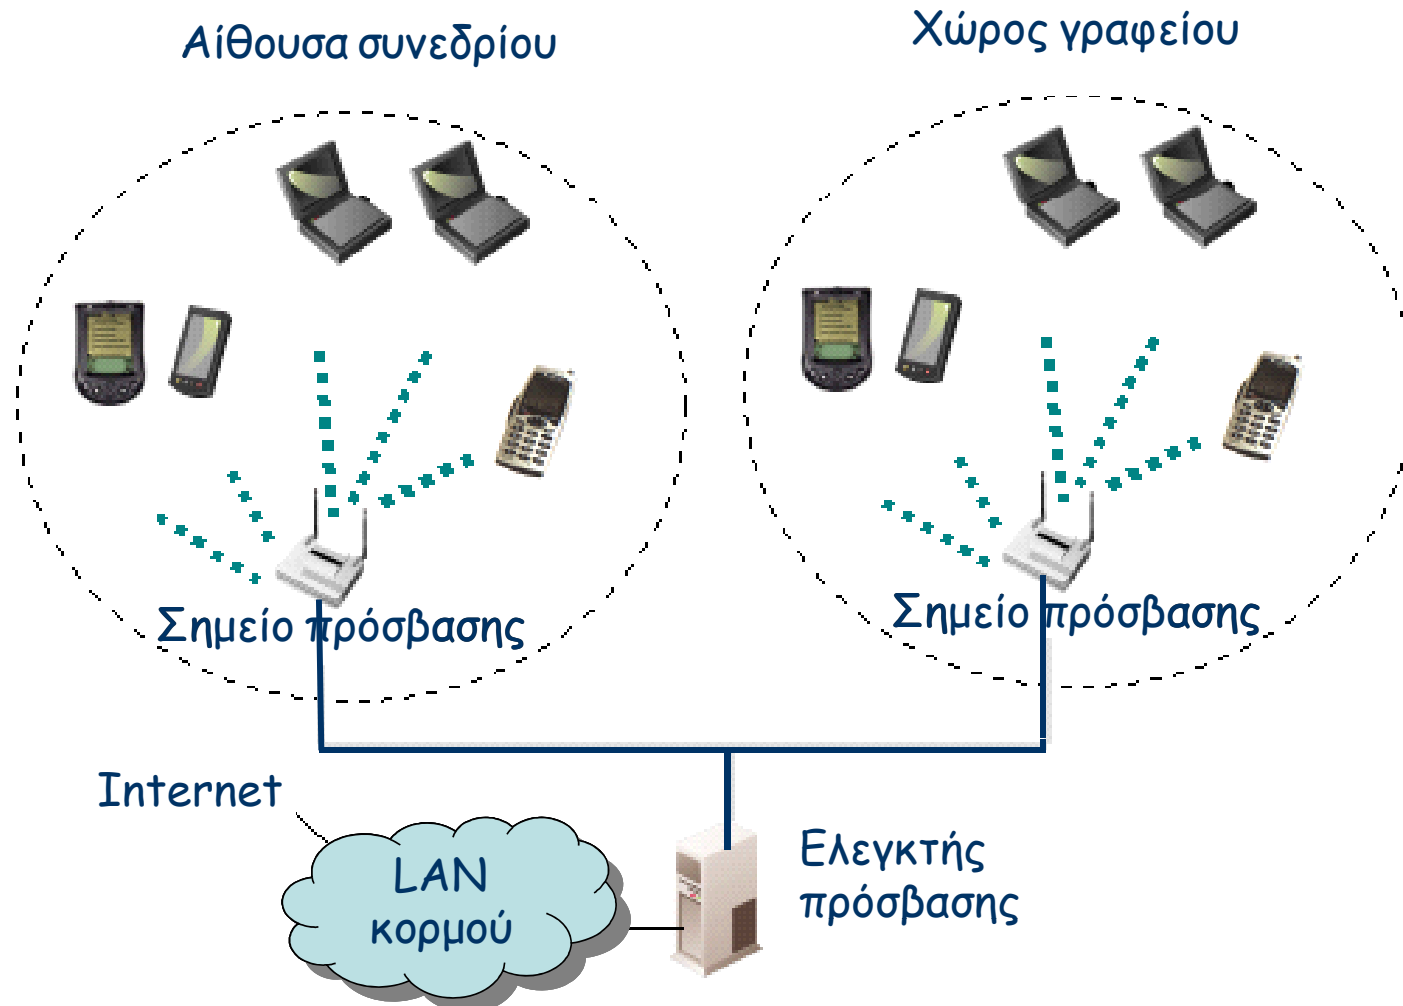 Αίθουσα συνεδρίου
Χώρος γραφείου
Σημείο πρόσβασης
Σημείο πρόσβασης
Internet
LAN
κορμού
Ελεγκτής
πρόσβασης